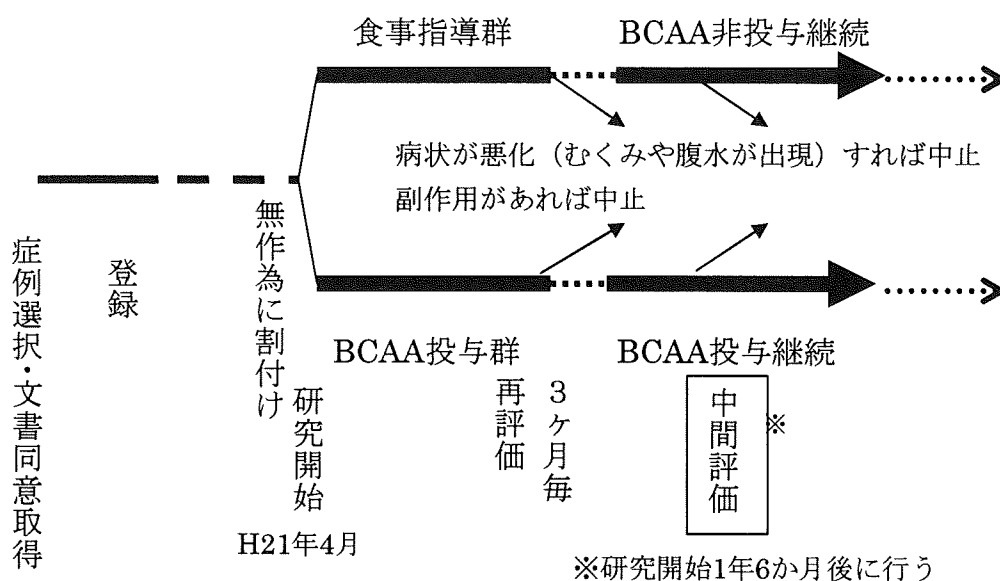 食事指導群
BCAA非投与継続
病状が悪化（むくみや腹水が出現）すれば中止
副作用があれば中止
症例選択・文書同意取得
登録
無作為に割付け
研究開始
H21年4月
BCAA投与群
BCAA投与継続
再評価
３ヶ月毎
中間評価
※
※研究開始1年6か月後に行う